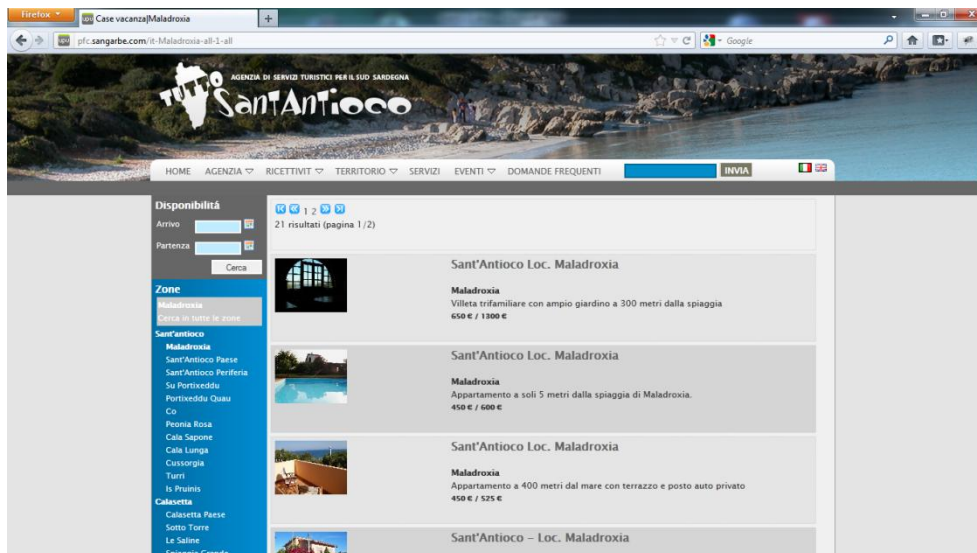 Firefox
Case vacanza|Maladroxia
pfc.sangarbe.com/it-Maladroxia-all-1-all
Google
TUTTO
AGENZIA DI SERVIZI TURISTICI PER IL SUD SARDEGNA
SANTANTIOCO
HOME AGENZIA RICETTIVIT TERRITORIO SERVIZI EVENTI DOMANDE FREQUENTI INVIA
Disponibilitá
Arrivo
Partenza
Cerca
Zone
Maladroxia
Cerca in tutte le zone
Sant'antioco
Maladroxia
Sant'Antioco Paese
Sant'Antioco Periferia
Su Portixeddu
Portixeddu Quau
Co
Peonia Rosa
Cala Sapone
Cala Lunga
Cussorgia
Turri
Is Pruinis
Calasetta
Calasetta Paese
Sotto Torre
Le Saline
Spiaggia Grande
1 2
21 risultati (pagina 1/2)
Sant'Antioco Loc. Maladroxia
Maladroxia
Villeta trifamiliare con ampio giardino a 300 metri dalla spiaggia
650 € / 1300 €
Sant'Antioco Loc. Maladroxia
Maladroxia
Appartamento a soli 5 metri dalla spiaggia di Maladroxia.
450 € / 600 €
Sant'Antioco Loc. Maladroxia
Maladroxia
Appartamento a 400 metri dal mare con terrazzo e posto auto privato
450 € / 525 €
Sant'Antioco - Loc. Maladroxia